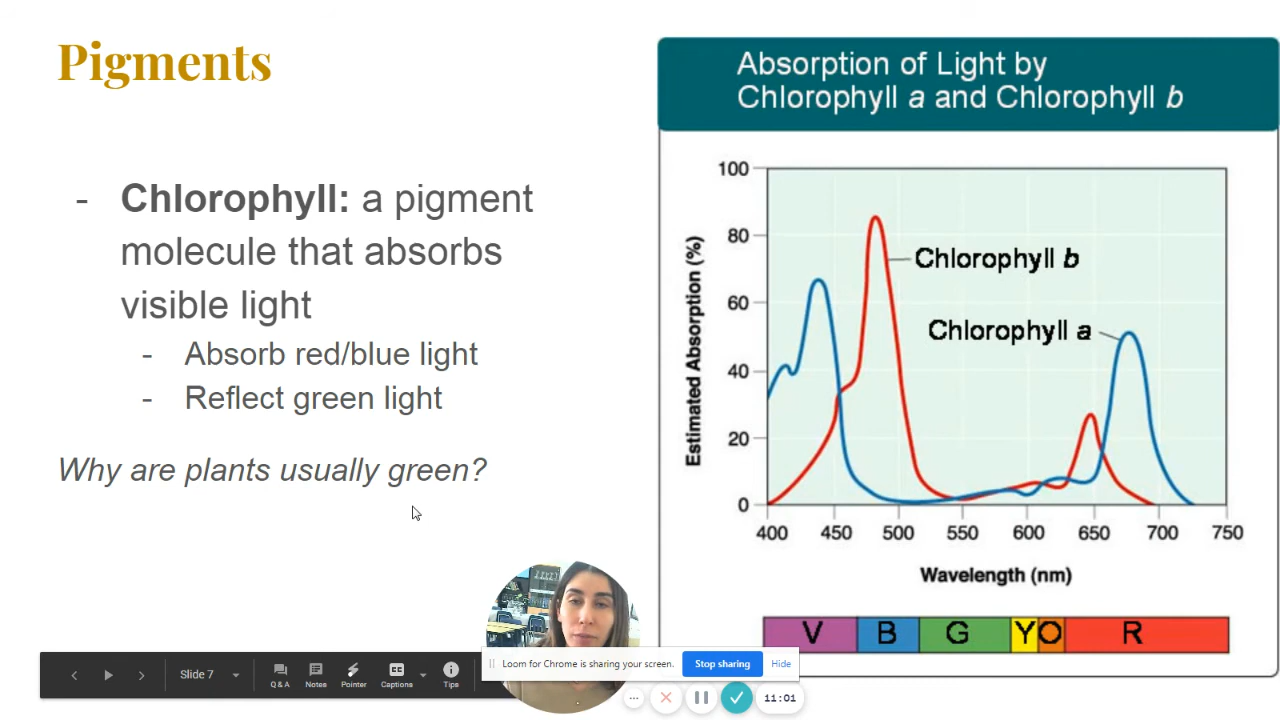 Pigments
- Chlorophyll: a pigment
molecule that absorbs
visible light
- Absorb red/blue light
- Reflect green light
Why are plants usually green?
Absorption of Light by
Chlorophyll a and Chlorophyll b
Estimated Absorption (%)
100
80
60
40
20
0
Chlorophyll b
Chlorophyll a
400 450 500 550 600 650 700 750
Wavelength (nm)
V B G Y O R
Slide 7
Q & A
Notes
Pointer
CC
Captions
Tips
Loom for Chrome is sharing your screen.
Stop sharing
Hide
11:01